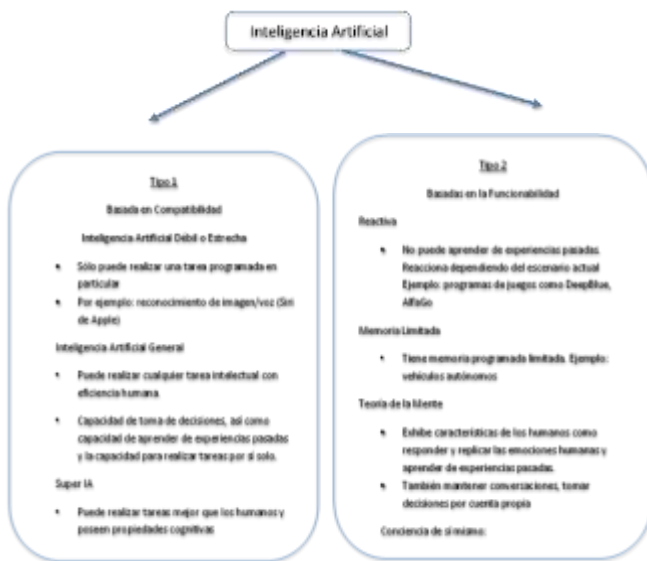 Inteligencia Artificial
Tipo 1
Basada en Compatibilidad
Inteligencia Artificial Débil o Estrecha
• Sólo puede realizar una tarea programada en
particular
• Por ejemplo: reconocimiento de imagen/voz (Siri
de Apple)
Inteligencia Artificial General
• Puede realizar cualquier tarea intelectual con
eficiencia humana.
• Capacidad de toma de decisiones, así como
capacidad de aprender de experiencias pasadas
y la capacidad para realizar tareas por sí solo.
Super IA
• Puede realizar tareas mejor que los humanos y
poseen propiedades cognitivas
Tipo 2
Basadas en la Funcionabilidad
Reactiva
• No puede aprender de experiencias pasadas.
Reacciona dependiendo del escenario actual
Ejemplo: programas de juegos como DeepBlue,
AlfaGo
Memoria Limitada
• Tiene memoria programada limitada. Ejemplo:
vehículos autónomos
Teoría de la Mente
• Exhibe características de los humanos como
responder y replicar las emociones humanas y
aprender de experiencias pasadas.
• También mantener conversaciones, tomar
decisiones por cuenta propia
Conciencia de sí mismo: